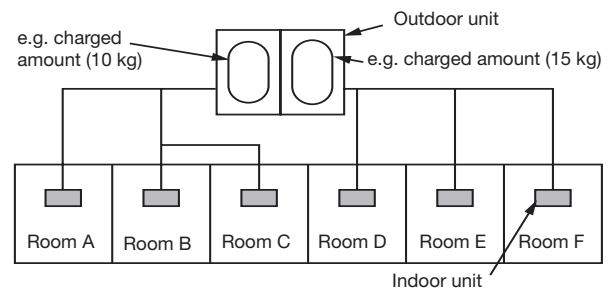 Outdoor unit
e.g. charged
amount (10 kg)
e.g. charged amount (15 kg)
Room A
Room B
Room C
Room D
Room E
Room F
Indoor unit